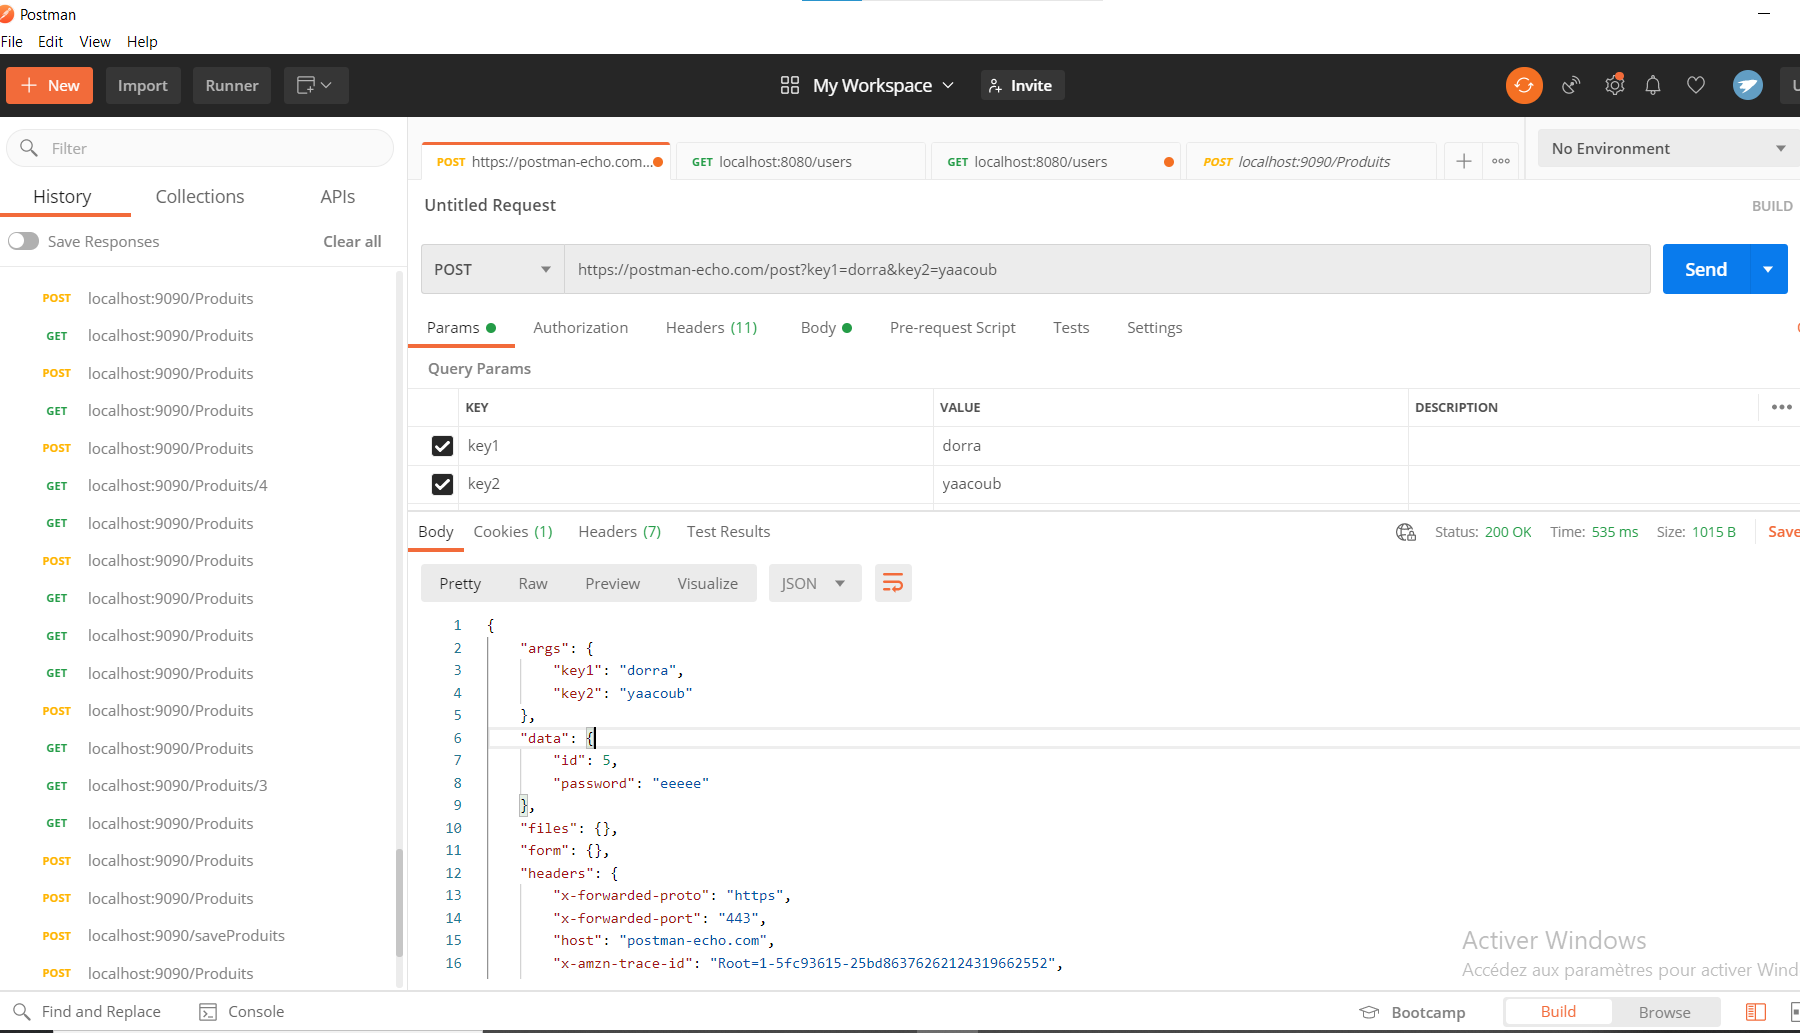 Postman
File Edit View Help
New Import Runner My Workspace Invite
Filter
History Collections APIs
Save Responses Clear all
POST localhost:9090/Produits
GET localhost:9090/Produits
POST localhost:9090/Produits
GET localhost:9090/Produits
POST localhost:9090/Produits
GET localhost:9090/Produits/4
GET localhost:9090/Produits
POST localhost:9090/Produits
GET localhost:9090/Produits
GET localhost:9090/Produits
GET localhost:9090/Produits
POST localhost:9090/Produits
GET localhost:9090/Produits
GET localhost:9090/Produits/3
GET localhost:9090/Produits
POST localhost:9090/Produits
POST localhost:9090/Produits
POST localhost:9090/saveProduits
POST localhost:9090/Produits
POST https://postman-echo.com... GET localhost:8080/users GET localhost:8080/users POST localhost:9090/Produits No Environment
Untitled Request BUILD
POST https://postman-echo.com/post?key1=dorra&key2=yaacoub Send
Params Authorization Headers (11) Body Pre-request Script Tests Settings
Query Params
KEY VALUE DESCRIPTION
key1 dorra
key2 yaacoub
Body Cookies (1) Headers (7) Test Results Status: 200 OK Time: 535 ms Size: 1015 B Save
Pretty Raw Preview Visualize JSON
1 {
2 "args": {
3 "key1": "dorra",
4 "key2": "yaacoub"
5 },
6 "data": {
7 "id": 5,
8 "password": "eeeee"
9 },
10 "files": {},
11 "form": {},
12 "headers": {
13 "x-forwarded-proto": "https",
14 "x-forwarded-port": "443",
15 "host": "postman-echo.com",
16 "x-amzn-trace-id": "Root=1-5fc93615-25bd86376262124319662552",
Activer Windows
Accédez aux paramètres pour activer Wind
Find and Replace Console Bootcamp Build Browse